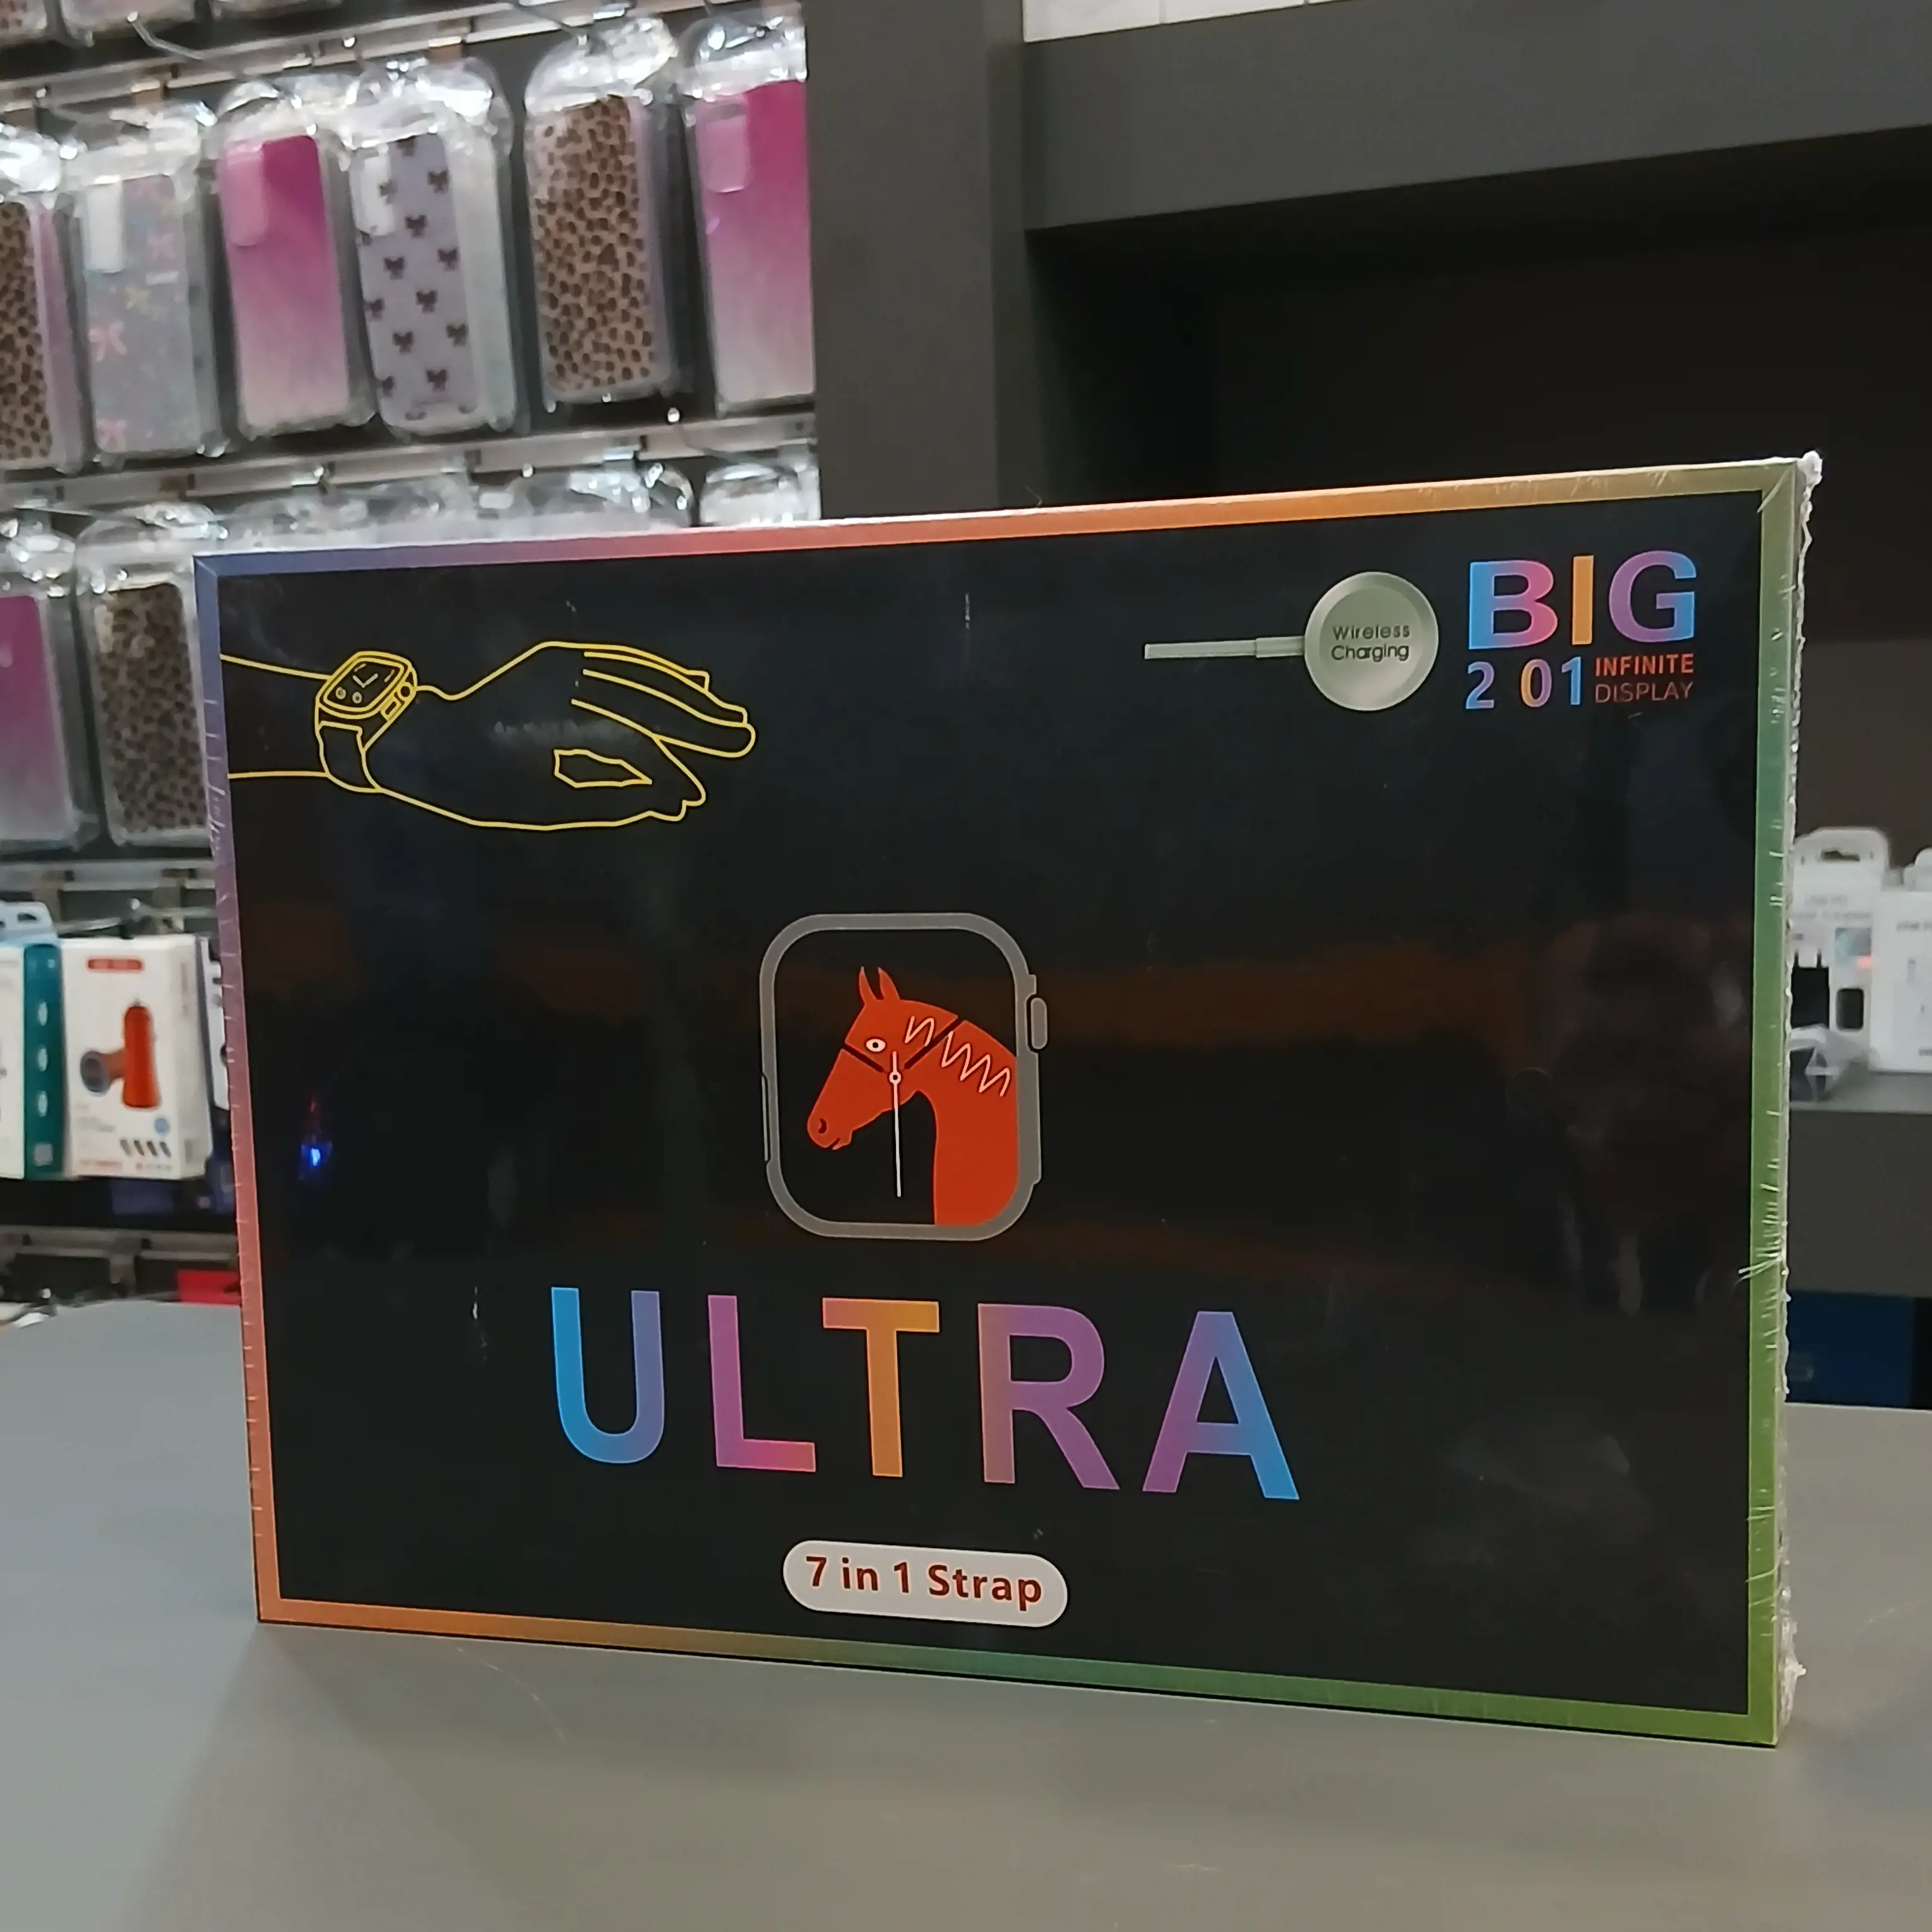 Wireless
Charging
BIG
2 01 INFINITE
DISPLAY
ULTRA
7 in 1 Strap